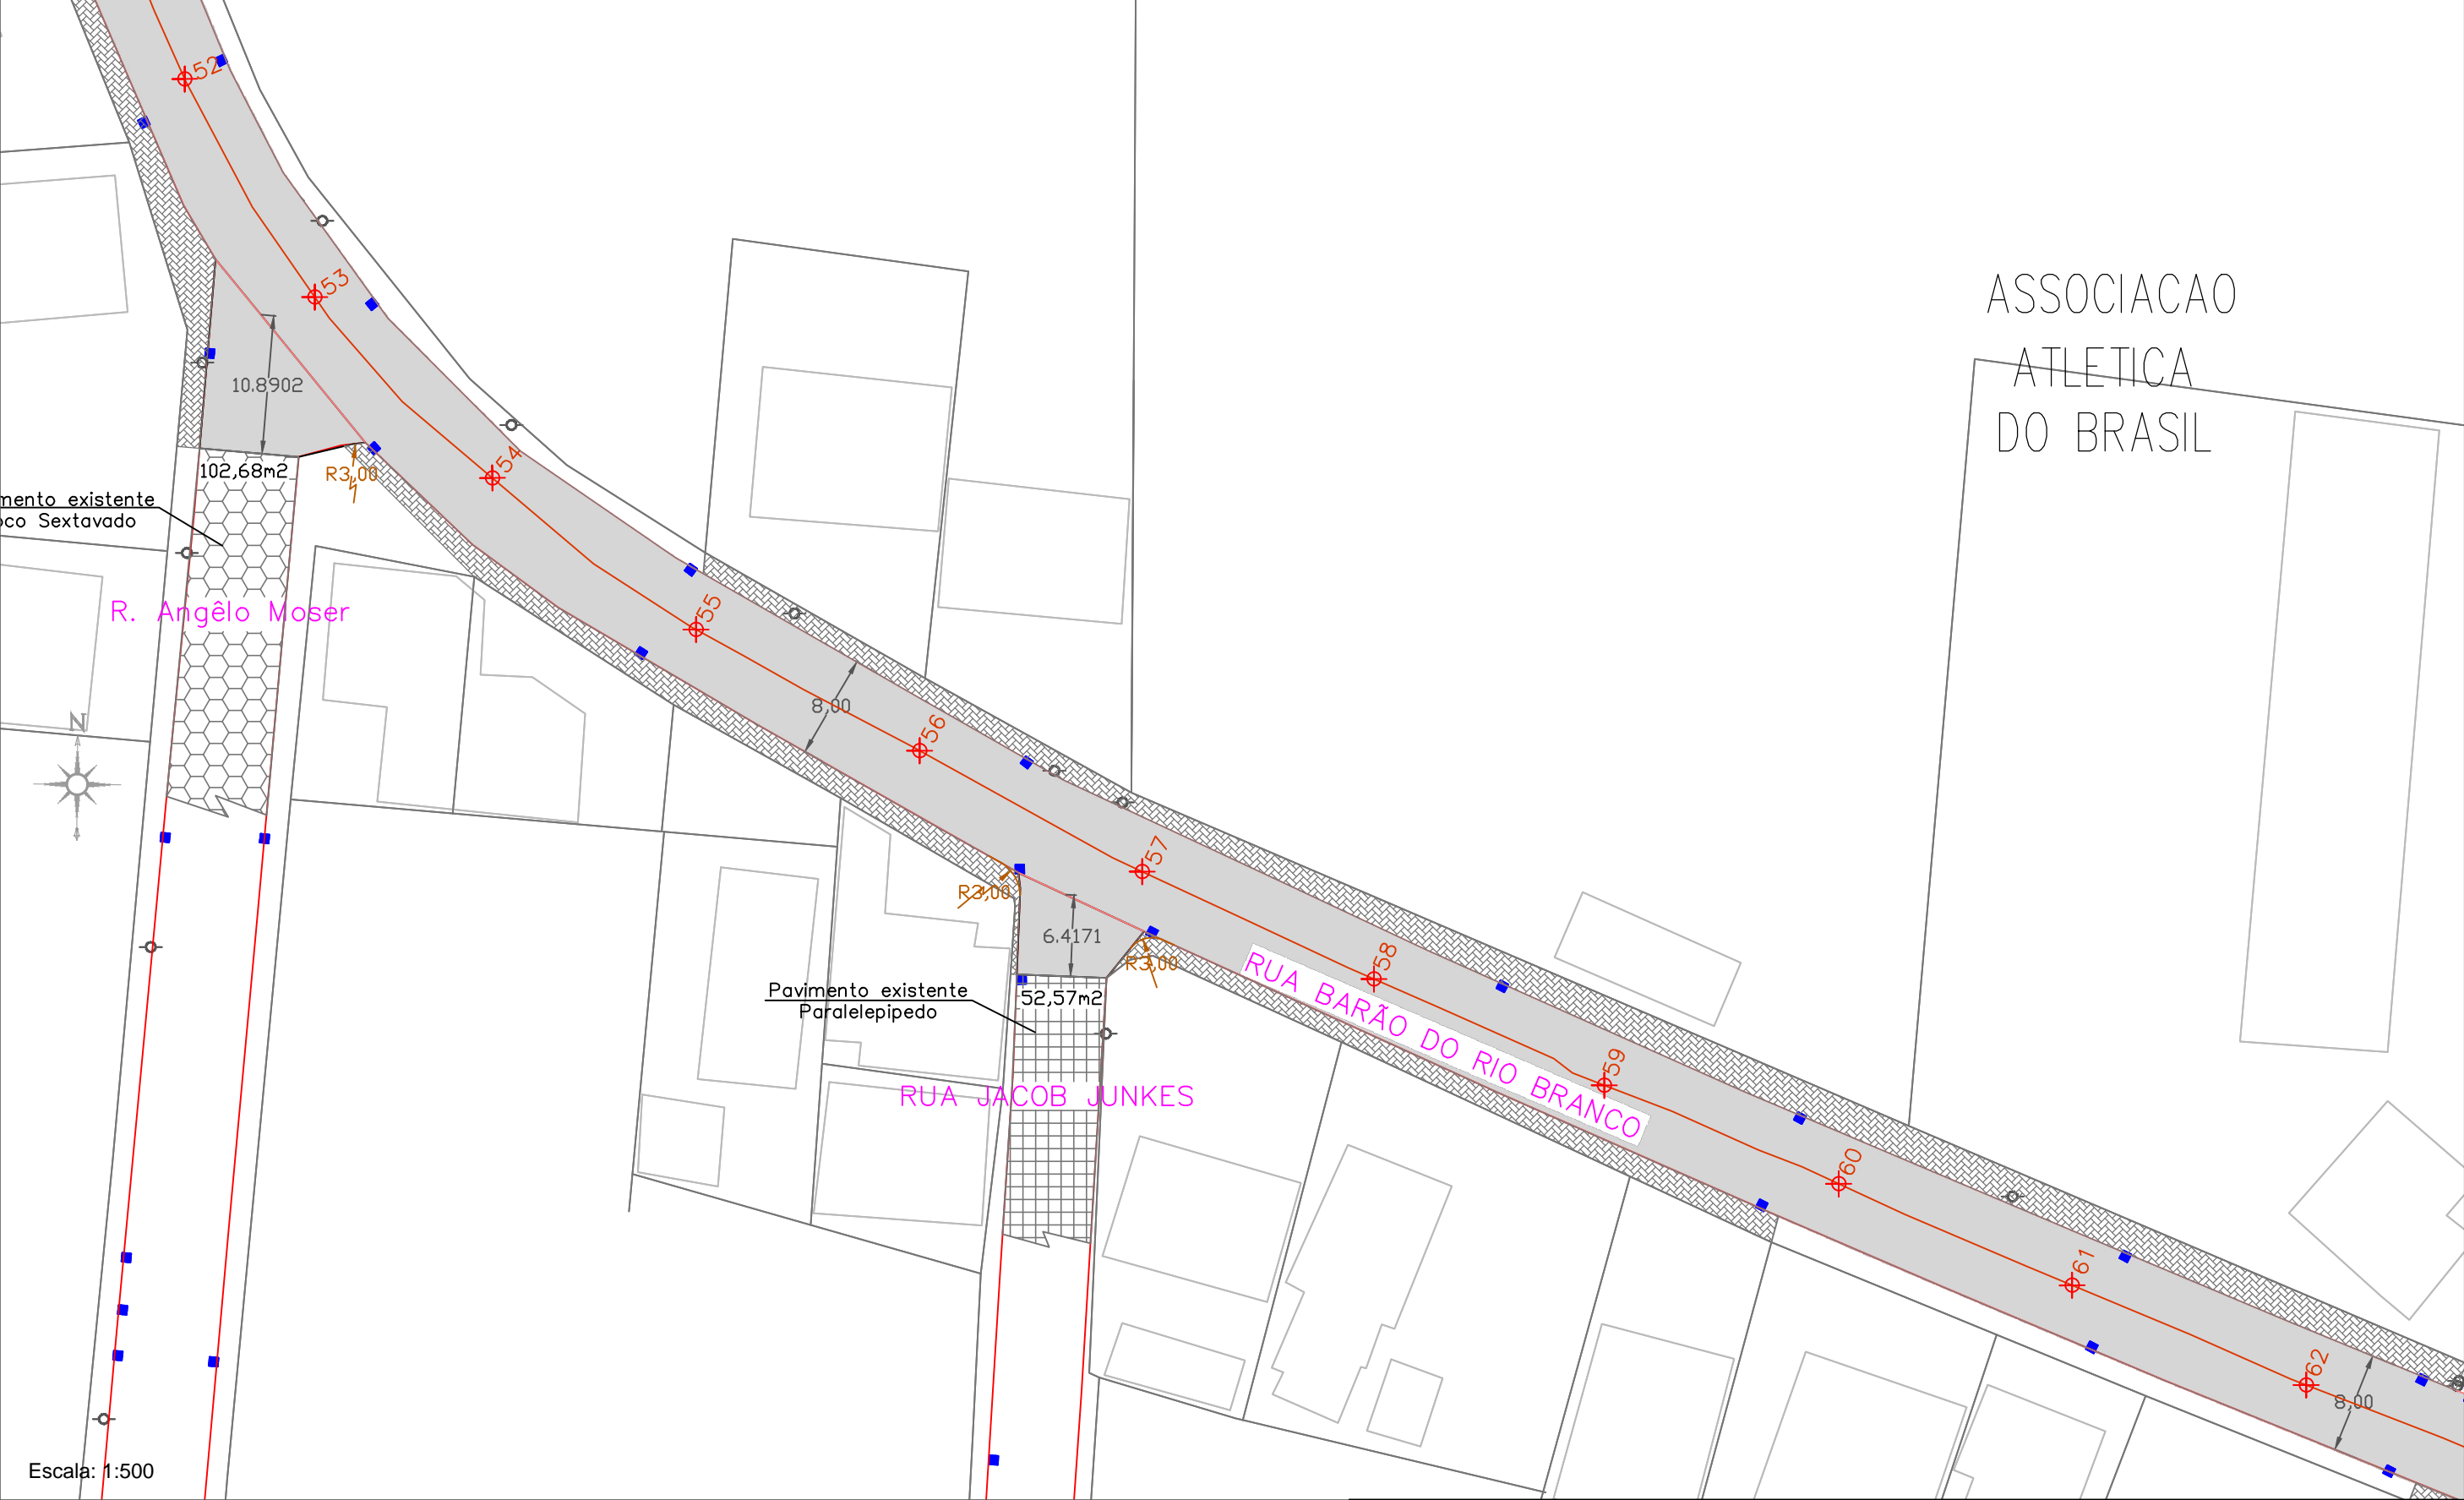 52
53
10.8902
102,68m2
R3,00
54
existente
Sextavado
R. Angêlo Moser
N
55
8,00
56
57
R3,00
6.4171
R3,00
Pavimento existente
Paralelepipedo
52,57m2
RUA JACOB JUNKES
58
RUA BARÃO DO RIO BRANCO
59
60
61
62
8,00
ASSOCIACAO
ATLETICA
DO BRASIL
Escala: 1:500